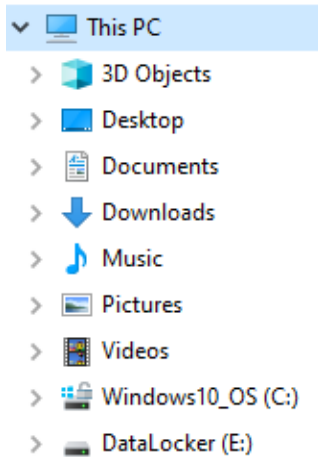 This PC
3D Objects
Desktop
Documents
Downloads
Music
Pictures
Videos
Windows10_OS (C:)
DataLocker (E:)